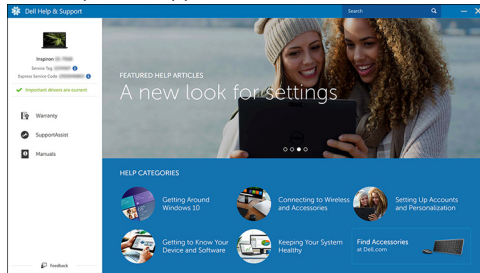 Dell Help & Support
Search
Inspiron
Service Tag
Express Service Code
Important drivers are current
Warranty
SupportAssist
Manuals
Feedback
FEATURED HELP ARTICLES
A new look for settings
HELP CATEGORIES
Getting Around
Windows 10
Connecting to Wireless
and Accessories
Setting Up Accounts
and Personalization
Getting to Know Your
Device and Software
Keeping Your System
Healthy
Find Accessories
at Dell.com